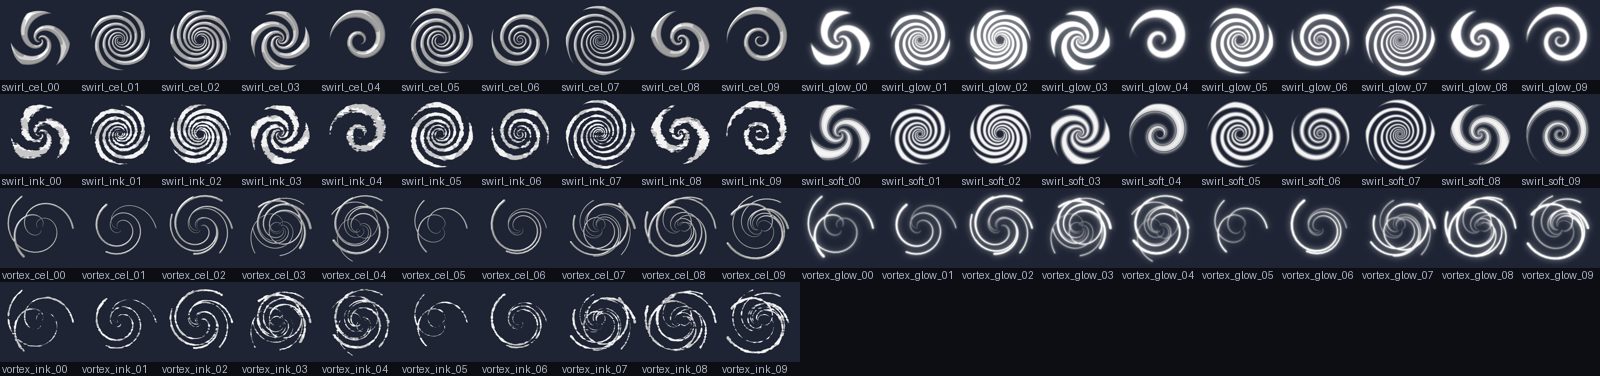 swirl_cel_00 swirl_cel_01 swirl_cel_02 swirl_cel_03 swirl_cel_04 swirl_cel_05 swirl_cel_06 swirl_cel_07 swirl_cel_08 swirl_cel_09 swirl_glow_00 swirl_glow_01 swirl_glow_02 swirl_glow_03 swirl_glow_04 swirl_glow_05 swirl_glow_06 swirl_glow_07 swirl_glow_08 swirl_glow_09
swirl_ink_00 swirl_ink_01 swirl_ink_02 swirl_ink_03 swirl_ink_04 swirl_ink_05 swirl_ink_06 swirl_ink_07 swirl_ink_08 swirl_ink_09 swirl_soft_00 swirl_soft_01 swirl_soft_02 swirl_soft_03 swirl_soft_04 swirl_soft_05 swirl_soft_06 swirl_soft_07 swirl_soft_08 swirl_soft_09
vortex_cel_00 vortex_cel_01 vortex_cel_02 vortex_cel_03 vortex_cel_04 vortex_cel_05 vortex_cel_06 vortex_cel_07 vortex_cel_08 vortex_cel_09 vortex_glow_00 vortex_glow_01 vortex_glow_02 vortex_glow_03 vortex_glow_04 vortex_glow_05 vortex_glow_06 vortex_glow_07 vortex_glow_08 vortex_glow_09
vortex_ink_00 vortex_ink_01 vortex_ink_02 vortex_ink_03 vortex_ink_04 vortex_ink_05 vortex_ink_06 vortex_ink_07 vortex_ink_08 vortex_ink_09